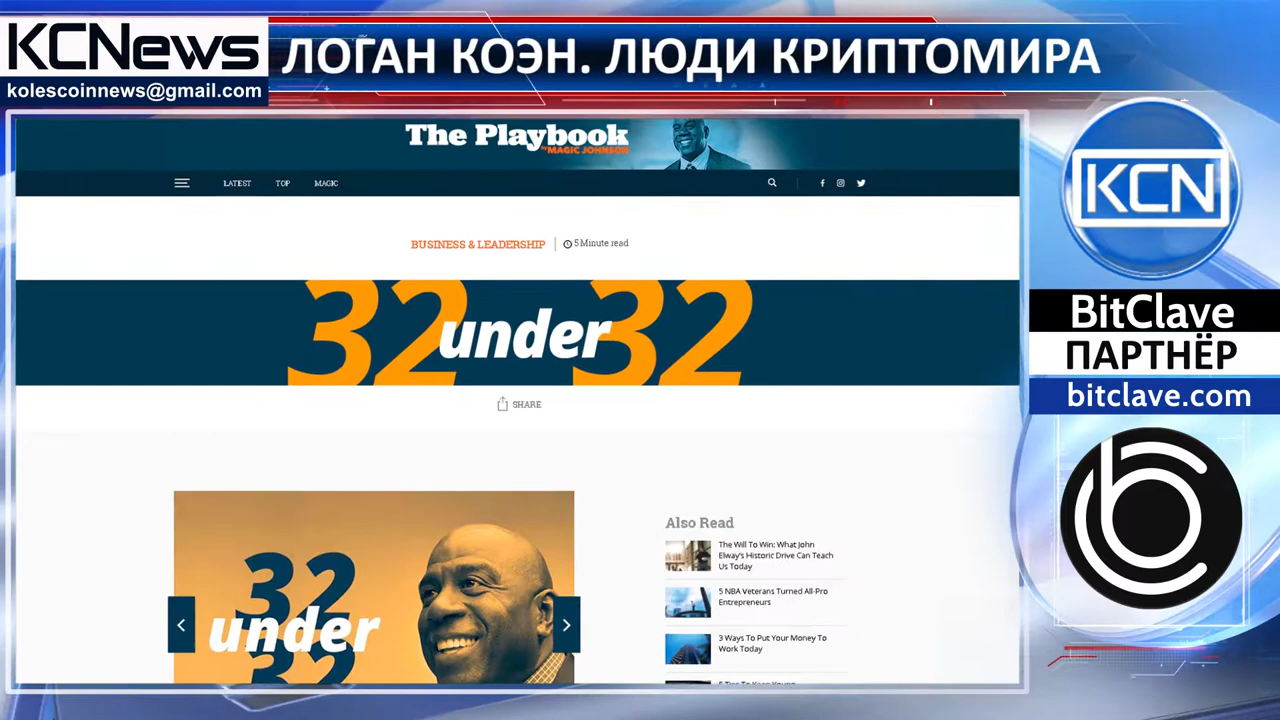 KCNews
kolescoinnews@gmail.com
ЛОГАН КОЭН. ЛЮДИ КРИПТОМИРА
The Playbook
BY MAGIC JOHNSON
LATEST TOP MAGIC
BUSINESS & LEADERSHIP 5 Minute read
32 under 32
SHARE
32
under
32
Also Read
The Will To Win: What John
Elway's Historic Drive Can Teach
Us Today
5 NBA Veterans Turned All-Pro
Entrepreneurs
3 Ways To Put Your Money To
Work Today
KCN
BitClave
ПАРТНЁР
bitclave.com